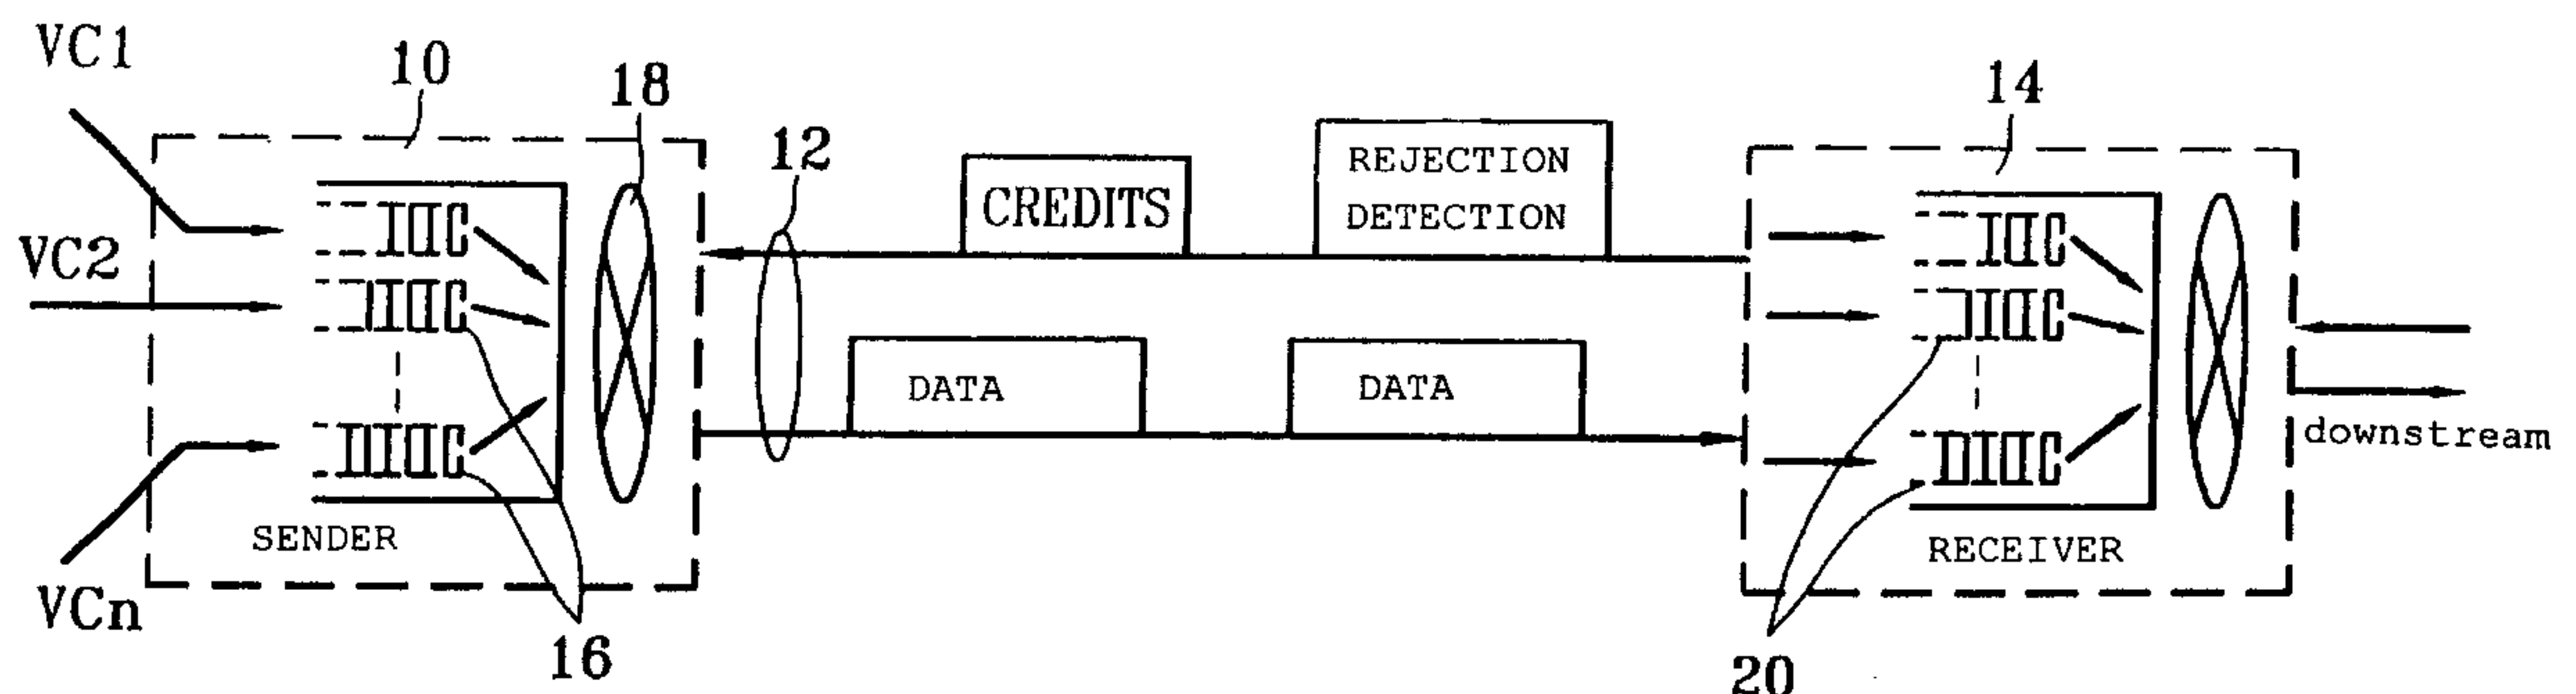 VC1
10
18
14
12
REJECTION
DETECTION
CREDITS
VC2
DATA
DATA
downstream
SENDER
RECEIVER
VCn
16
20